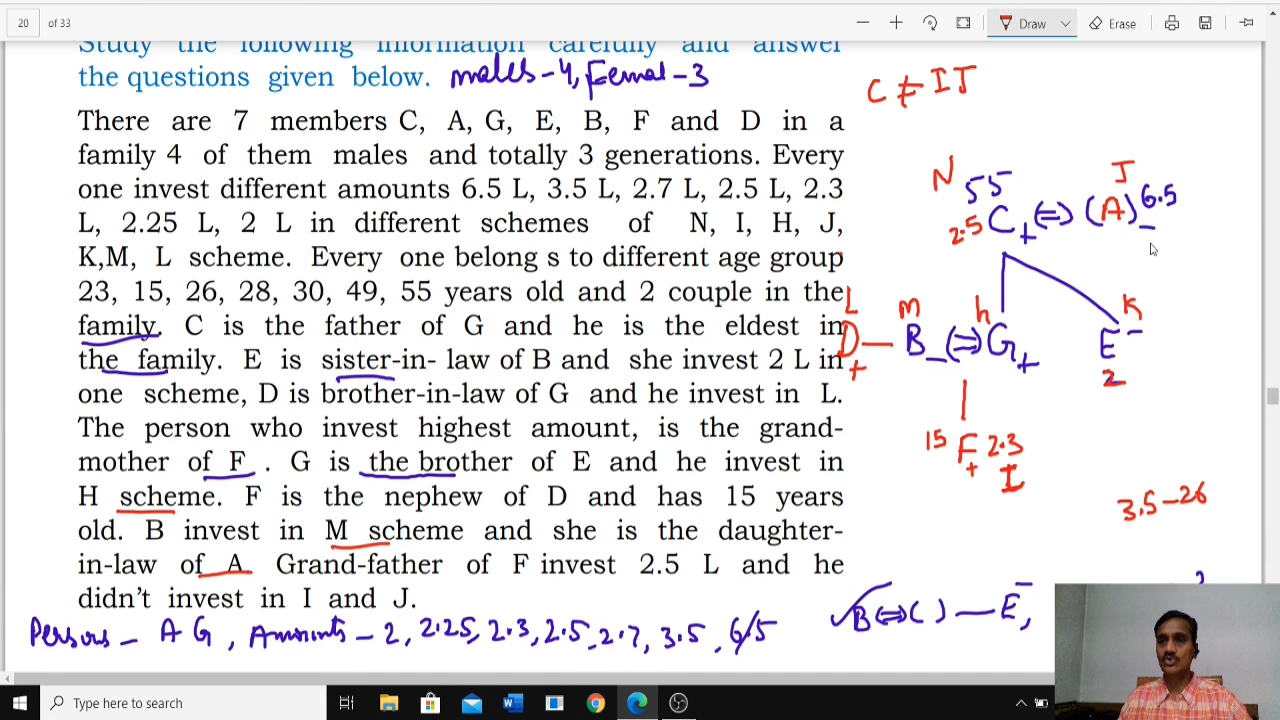 20 of 33
Draw
Erase
Study the following information carefully and answer
the questions given below. males-4, Femal-3
There are 7 members C, A, G, E, B, F and D in a
family 4 of them males and totally 3 generations. Every
one invest different amounts 6.5 L, 3.5 L, 2.7 L, 2.5 L, 2.3
L, 2.25 L, 2 L in different schemes of N, I, H, J,
K,M, L scheme. Every one belong s to different age group
23, 15, 26, 28, 30, 49, 55 years old and 2 couple in the
family. C is the father of G and he is the eldest in
the family. E is sister-in- law of B and she invest 2 L in
one scheme, D is brother-in-law of G and he invest in L.
The person who invest highest amount, is the grand-
mother of F . G is the brother of E and he invest in
H scheme. F is the nephew of D and has 15 years
old. B invest in M scheme and she is the daughter-
in-law of A. Grand-father of F invest 2.5 L and he
didn't invest in I and J.
Persons - A G, Amounts - 2, 2.25, 2.3, 2.5, 2.7, 3.5, 6.5
C ≠ IJ
N 55 J
2.5 C+ ⇔ (A)- 6.5
L m h K
D — B- ⇔ G+ E-
+ 2
15 F 2.3
+ I
3.5-26
B ⇔ ( ) — E-,
Type here to search